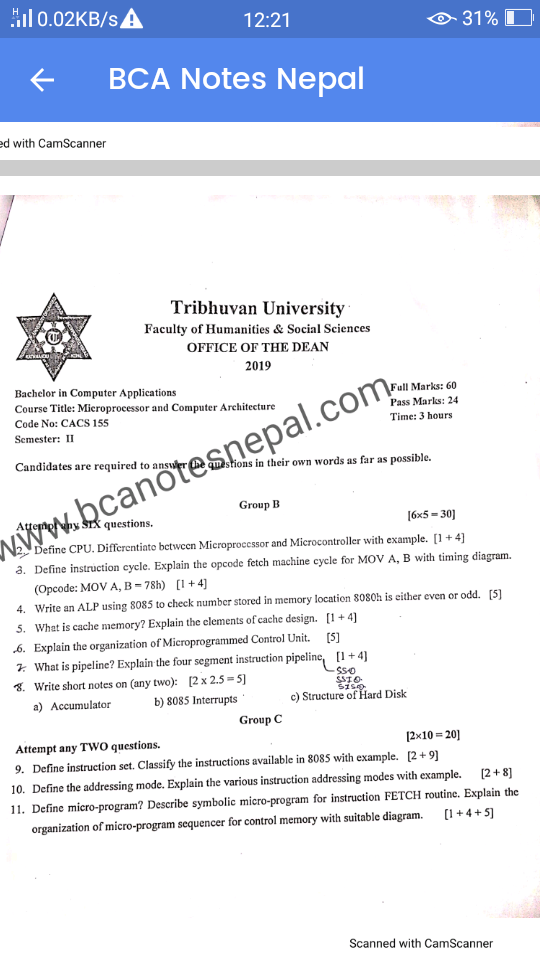 H
0.02KB/s
12:21
31%
BCA Notes Nepal
ed with CamScanner
Tribhuvan University
Faculty of Humanities & Social Sciences
OFFICE OF THE DEAN
2019
Bachelor in Computer Applications
Course Title: Microprocessor and Computer Architecture
Code No: CACS 155
Semester: II
Full Marks: 60
Pass Marks: 24
Time: 3 hours
Candidates are required to answer the questions in their own words as far as possible.
www.bcanotesnepal.com
Group B
Attempt any SIX questions.
[6x5 = 30]
2. Define CPU. Differentiate between Microprocessor and Microcontroller with example. [1 + 4]
3. Define instruction cycle. Explain the opcode fetch machine cycle for MOV A, B with timing diagram.
(Opcode: MOV A, B = 78h) [1 + 4]
4. Write an ALP using 8085 to check number stored in memory location 8080h is either even or odd. [5]
5. What is cache memory? Explain the elements of cache design. [1 + 4]
6. Explain the organization of Microprogrammed Control Unit. [5]
7. What is pipeline? Explain the four segment instruction pipeline. [1 + 4]
8. Write short notes on (any two): [2 x 2.5 = 5]
a) Accumulator b) 8085 Interrupts c) Structure of Hard Disk
Group C
Attempt any TWO questions.
[2×10 = 20]
9. Define instruction set. Classify the instructions available in 8085 with example. [2 + 9]
10. Define the addressing mode. Explain the various instruction addressing modes with example. [2 + 8]
11. Define micro-program? Describe symbolic micro-program for instruction FETCH routine. Explain the
organization of micro-program sequencer for control memory with suitable diagram. [1 + 4 + 5]
Scanned with CamScanner